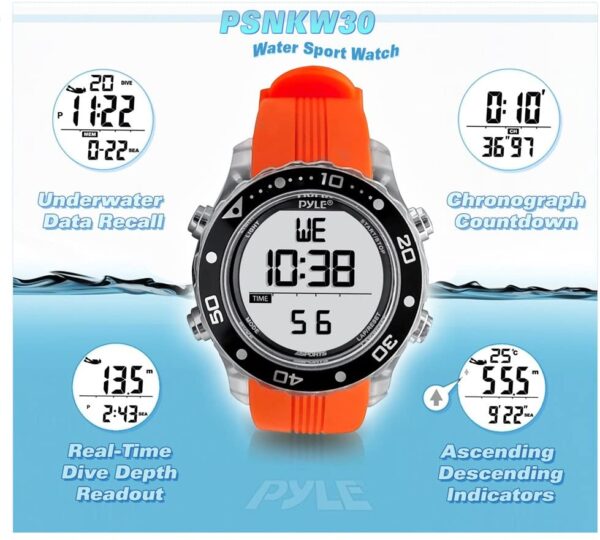 PSNKW30
Water Sport Watch
20 DIVE
P 11:22
MEM
0-22 SEA
Underwater
Data Recall
0:10'
CH
36"97
Chronograph
Countdown
10
20
30
40
50
PYLE®
LIGHT
START/STOP
WE
10:38
TIME
56
MODE
LAP/RESET
SPORTS
13.5 m
P 2:43 SEA
Real-Time
Dive Depth
Readout
25°C
55.5 m
9'22" SEA
Ascending
Descending
Indicators
PYLE